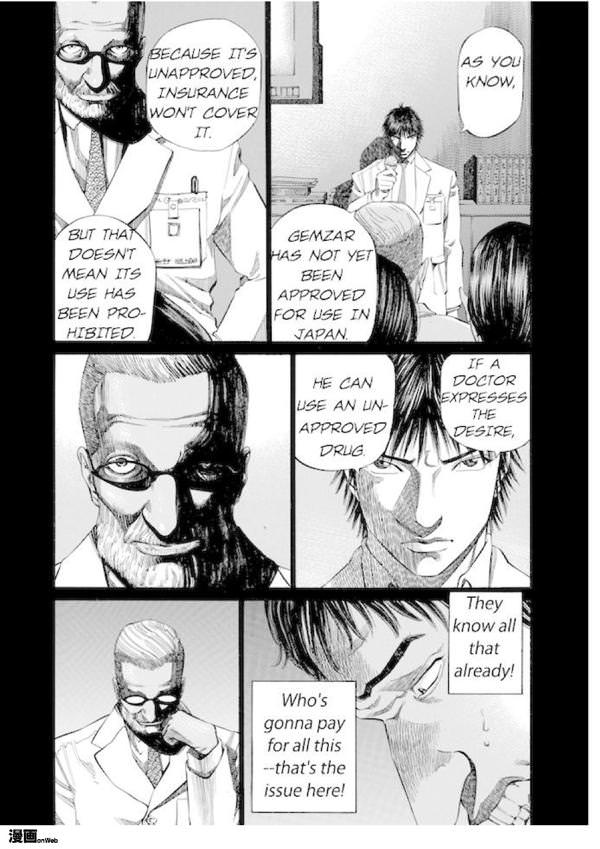 AS YOU
KNOW,
GEMZAR
HAS NOT YET
BEEN
APPROVED
FOR USE IN
JAPAN.
BECAUSE IT'S
UNAPPROVED,
INSURANCE
WON'T COVER
IT.
BUT THAT
DOESN'T
MEAN ITS
USE HAS
BEEN PRO-
HIBITED.
IF A
DOCTOR
EXPRESSES
THE
DESIRE,
HE CAN
USE AN UN-
APPROVED
DRUG.
They
know all
that
already!
Who's
gonna pay
for all this
--that's the
issue here!
漫画onWeb